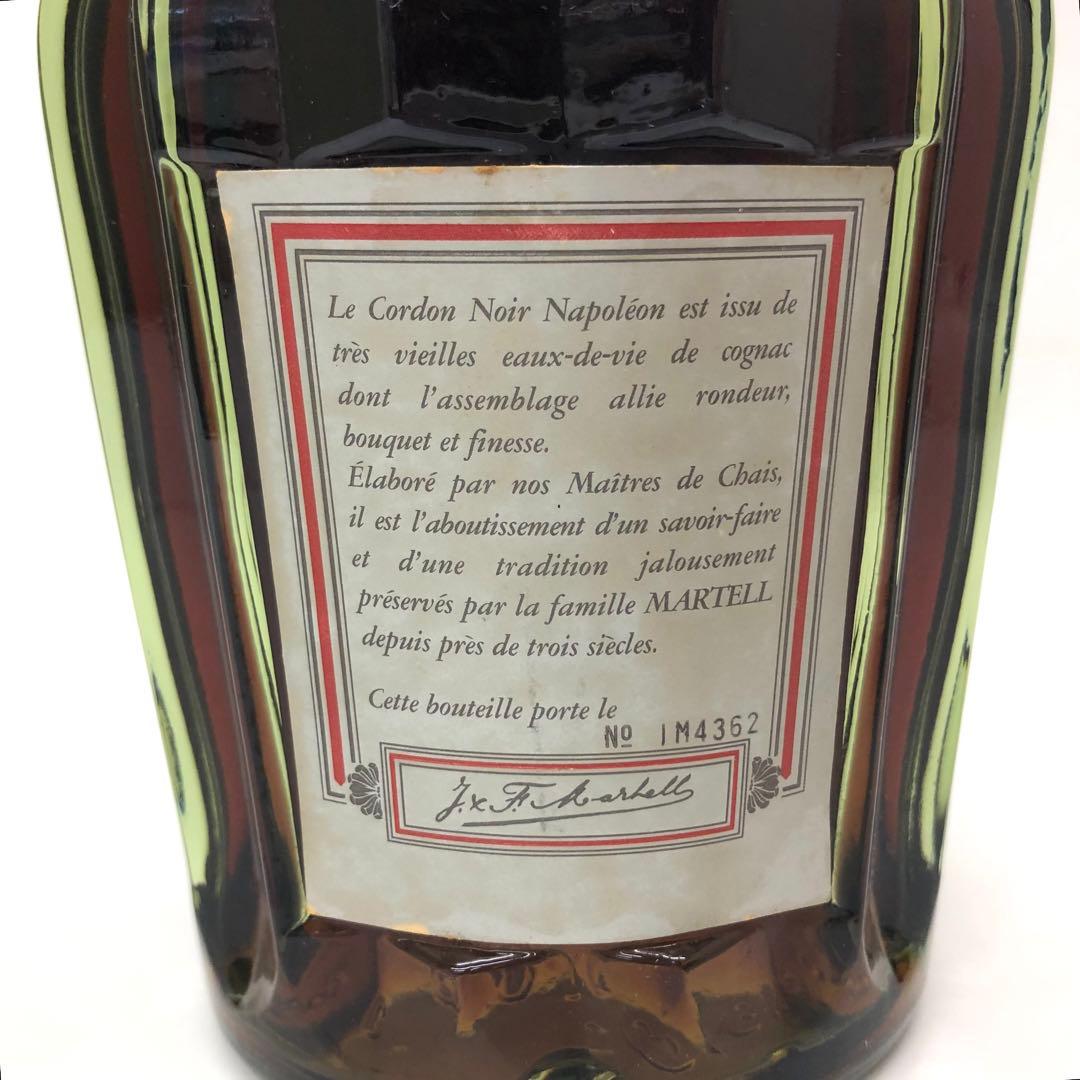 Le Cordon Noir Napoléon est issu de
très vieilles eaux-de-vie de cognac
dont l'assemblage allie rondeur,
bouquet et finesse.
Élaboré par nos Maîtres de Chais,
il est l'aboutissement d'un savoir-faire
et d'une tradition jalousement
préservés par la famille MARTELL
depuis près de trois siècles.
Cette bouteille porte le
Nº IM4362
J. & F. Martell